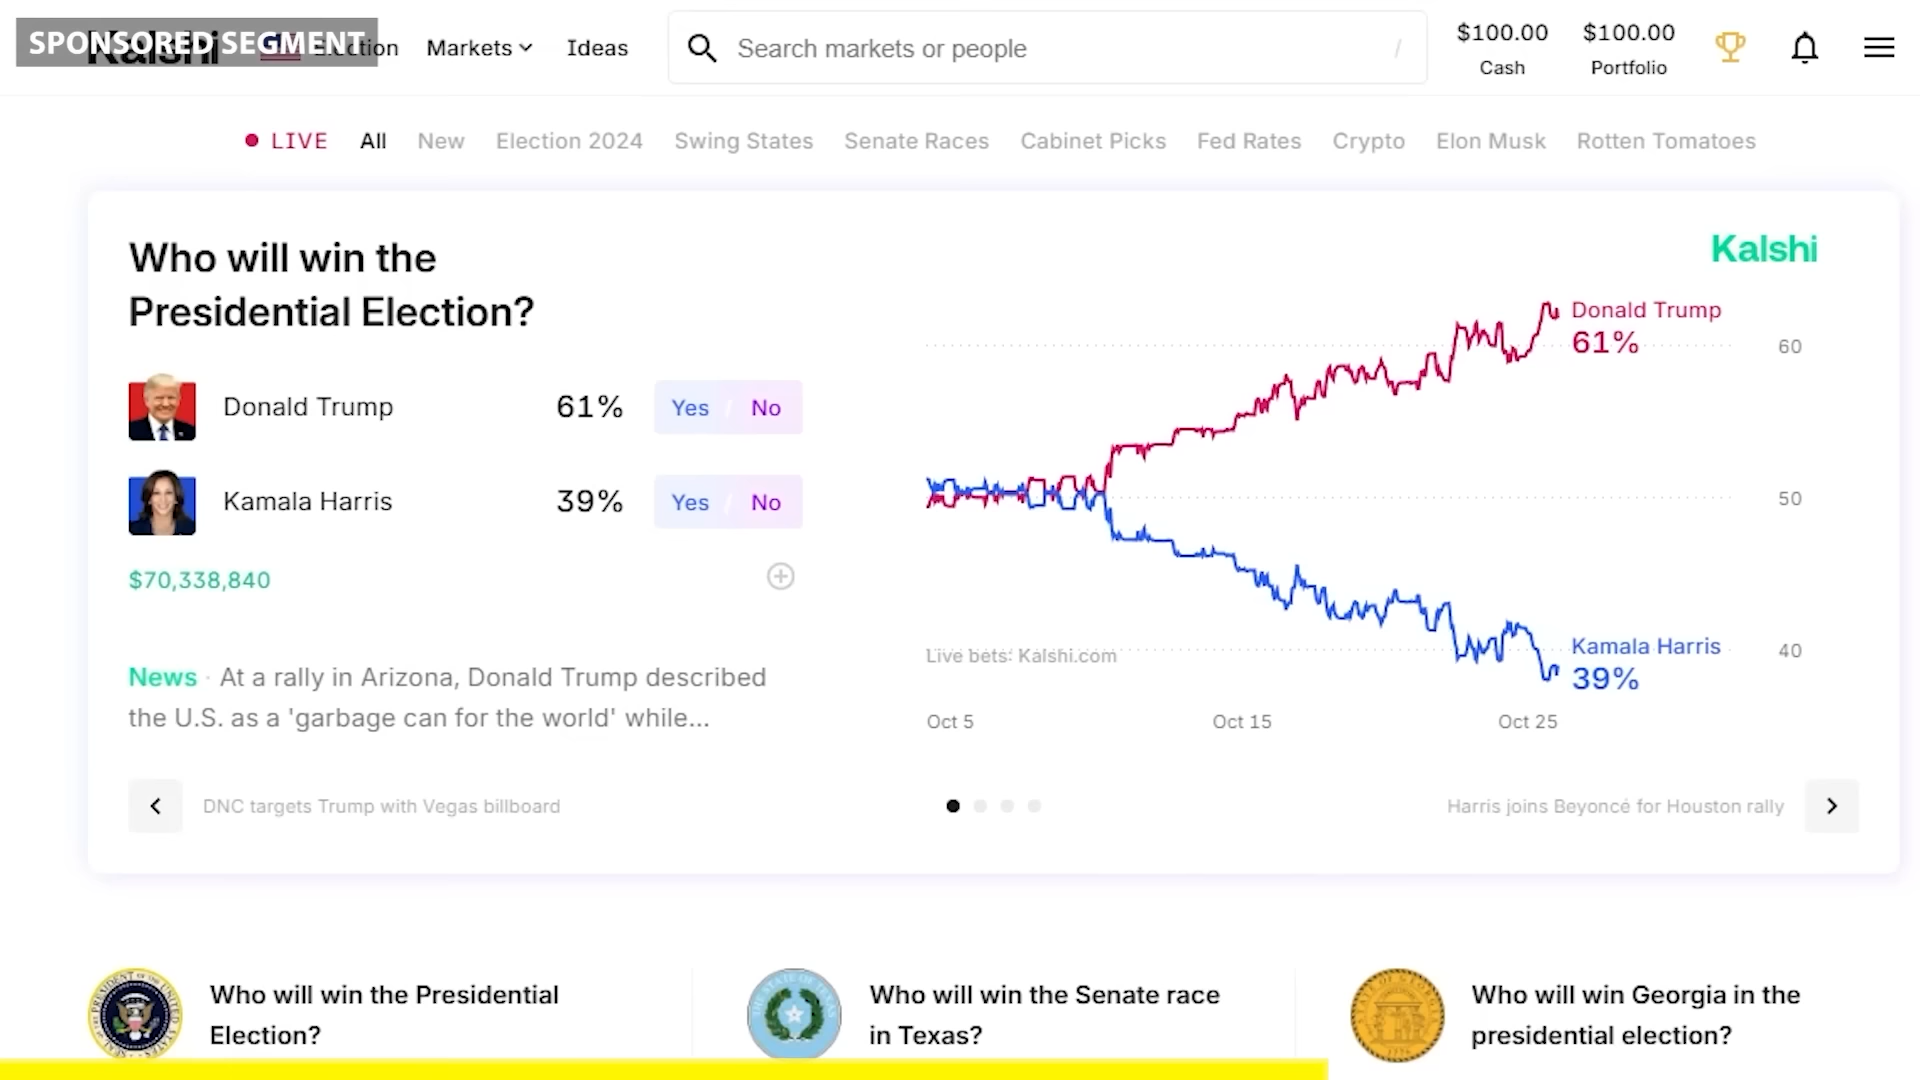 SPONSORED SEGMENT
Kalshi Election Markets Ideas Search markets or people / $100.00 $100.00
Cash Portfolio
LIVE All New Election 2024 Swing States Senate Races Cabinet Picks Fed Rates Crypto Elon Musk Rotten Tomatoes
Who will win the
Presidential Election?
Donald Trump 61% Yes / No
Kamala Harris 39% Yes / No
$70,338,840
News · At a rally in Arizona, Donald Trump described
the U.S. as a 'garbage can for the world' while...
Kalshi
Donald Trump
61%
60
50
Kamala Harris
39%
40
Live bets: Kalshi.com
Oct 5 Oct 15 Oct 25
DNC targets Trump with Vegas billboard
Harris joins Beyoncé for Houston rally
Who will win the Presidential
Election?
Who will win the Senate race
in Texas?
Who will win Georgia in the
presidential election?